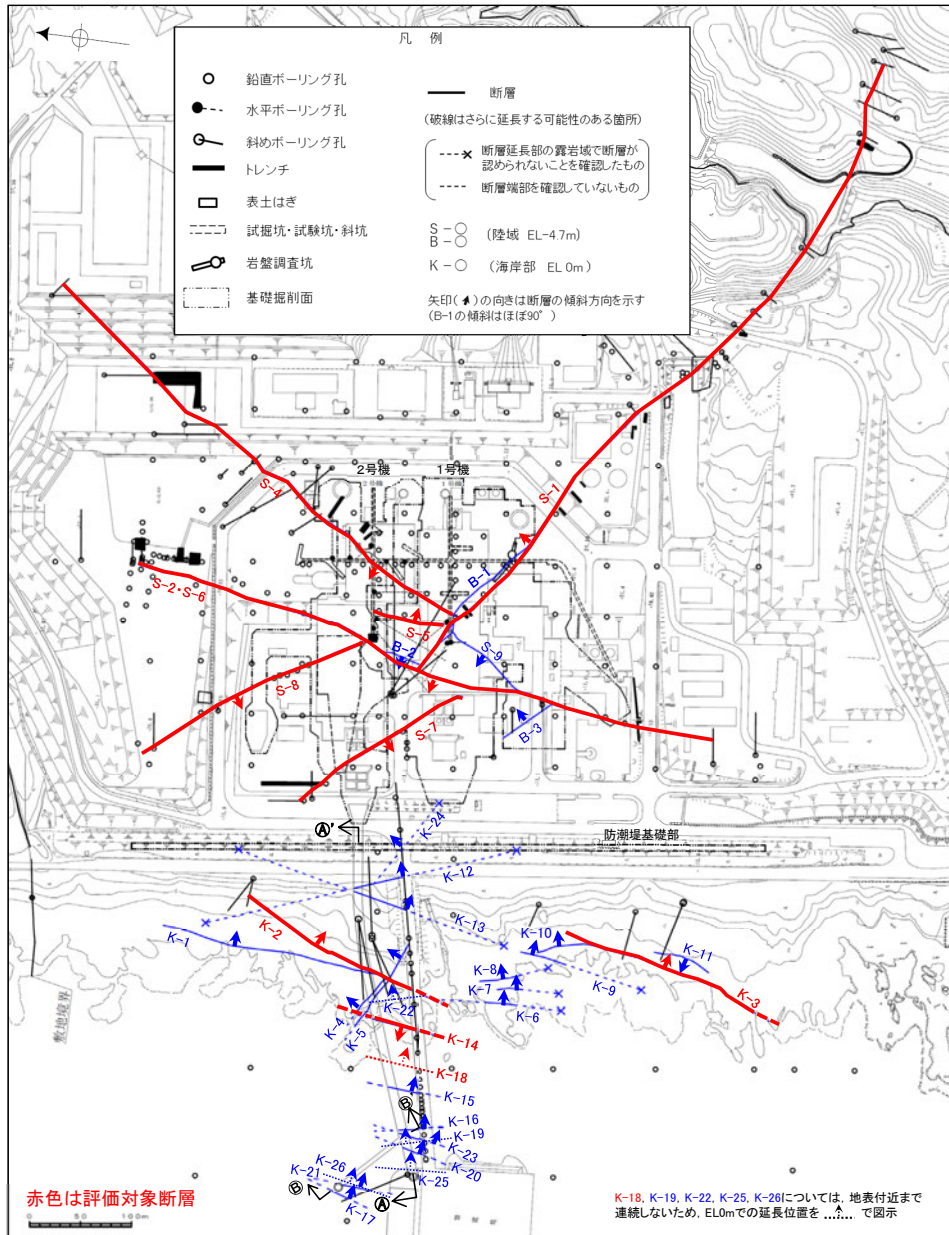 凡 例
鉛直ボーリング孔
水平ボーリング孔
斜めボーリング孔
トレンチ
表土はぎ
試掘坑・試験坑・斜坑
岩盤調査坑
基礎掘削面
断層
(破線はさらに延長する可能性のある箇所)
断層延長部の露岩域で断層が
認められないことを確認したもの
断層端部を確認していないもの
S-○
B-○
(陸域 EL-4.7m)
K-○ (海岸部 EL 0m)
矢印( )の向きは断層の傾斜方向を示す
(B-1の傾斜はほぼ90°)
2号機
1号機
S-4
S-1
B-1
S-2・S-6
S-5
B-2
S-9
S-8
S-7
B-3
K-24
Ⓐ'
防潮堤基礎部
K-12
K-13
K-2
K-1
K-10
K-11
K-8
K-7
K-9
K-6
K-3
K-22
K-4
K-5
K-14
敷地境界
K-18
K-15
Ⓑ
K-16
K-19
K-23
K-20
K-26
K-21
K-25
Ⓑ
K-17
Ⓐ
赤色は評価対象断層
0 50 100m
K-18, K-19, K-22, K-25, K-26については, 地表付近まで
連続しないため, EL0mでの延長位置を で図示